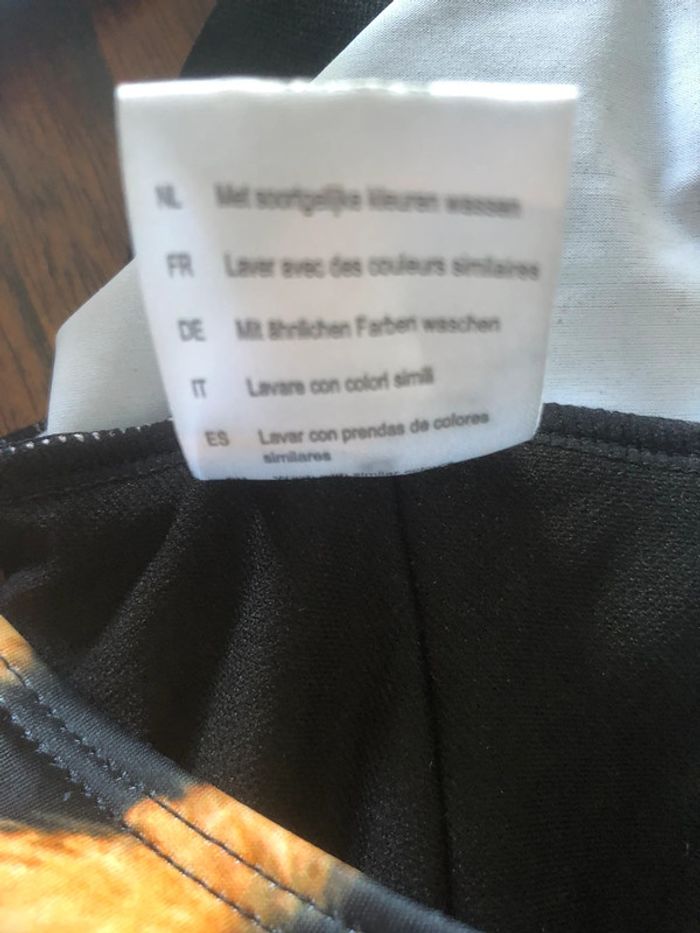 NL Met soortgelijke kleuren wassen
FR Laver avec des couleurs similaires
DE Mit ähnlichen Farben waschen
IT Lavare con colori simili
ES Lavar con prendas de colores
similares